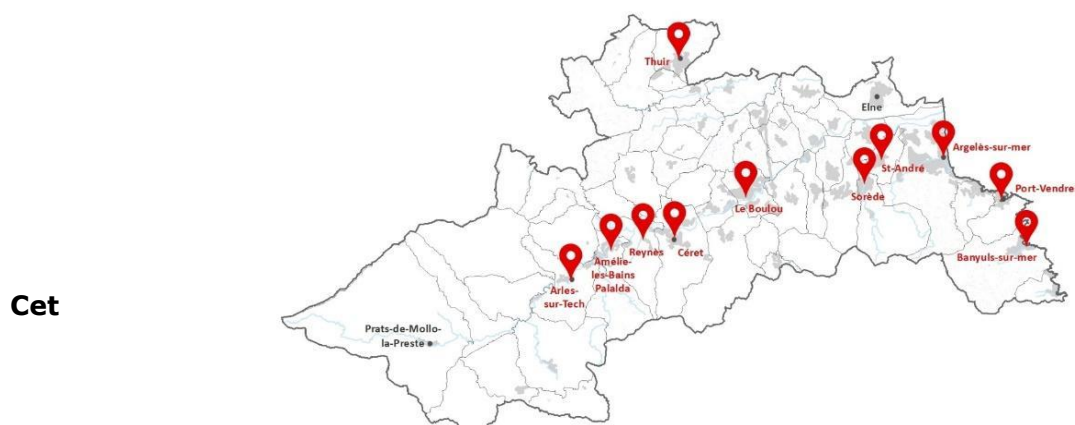 Thuir
Elne
Argelès-sur-mer
St-André
Port-Vendre
Sorède
Le Boulou
Banyuls-sur-mer
Céret
Reynès
Amélie-
les-Bains
Palalda
Arles-
sur-Tech
Cet
Prats-de-Mollo-
la-Preste